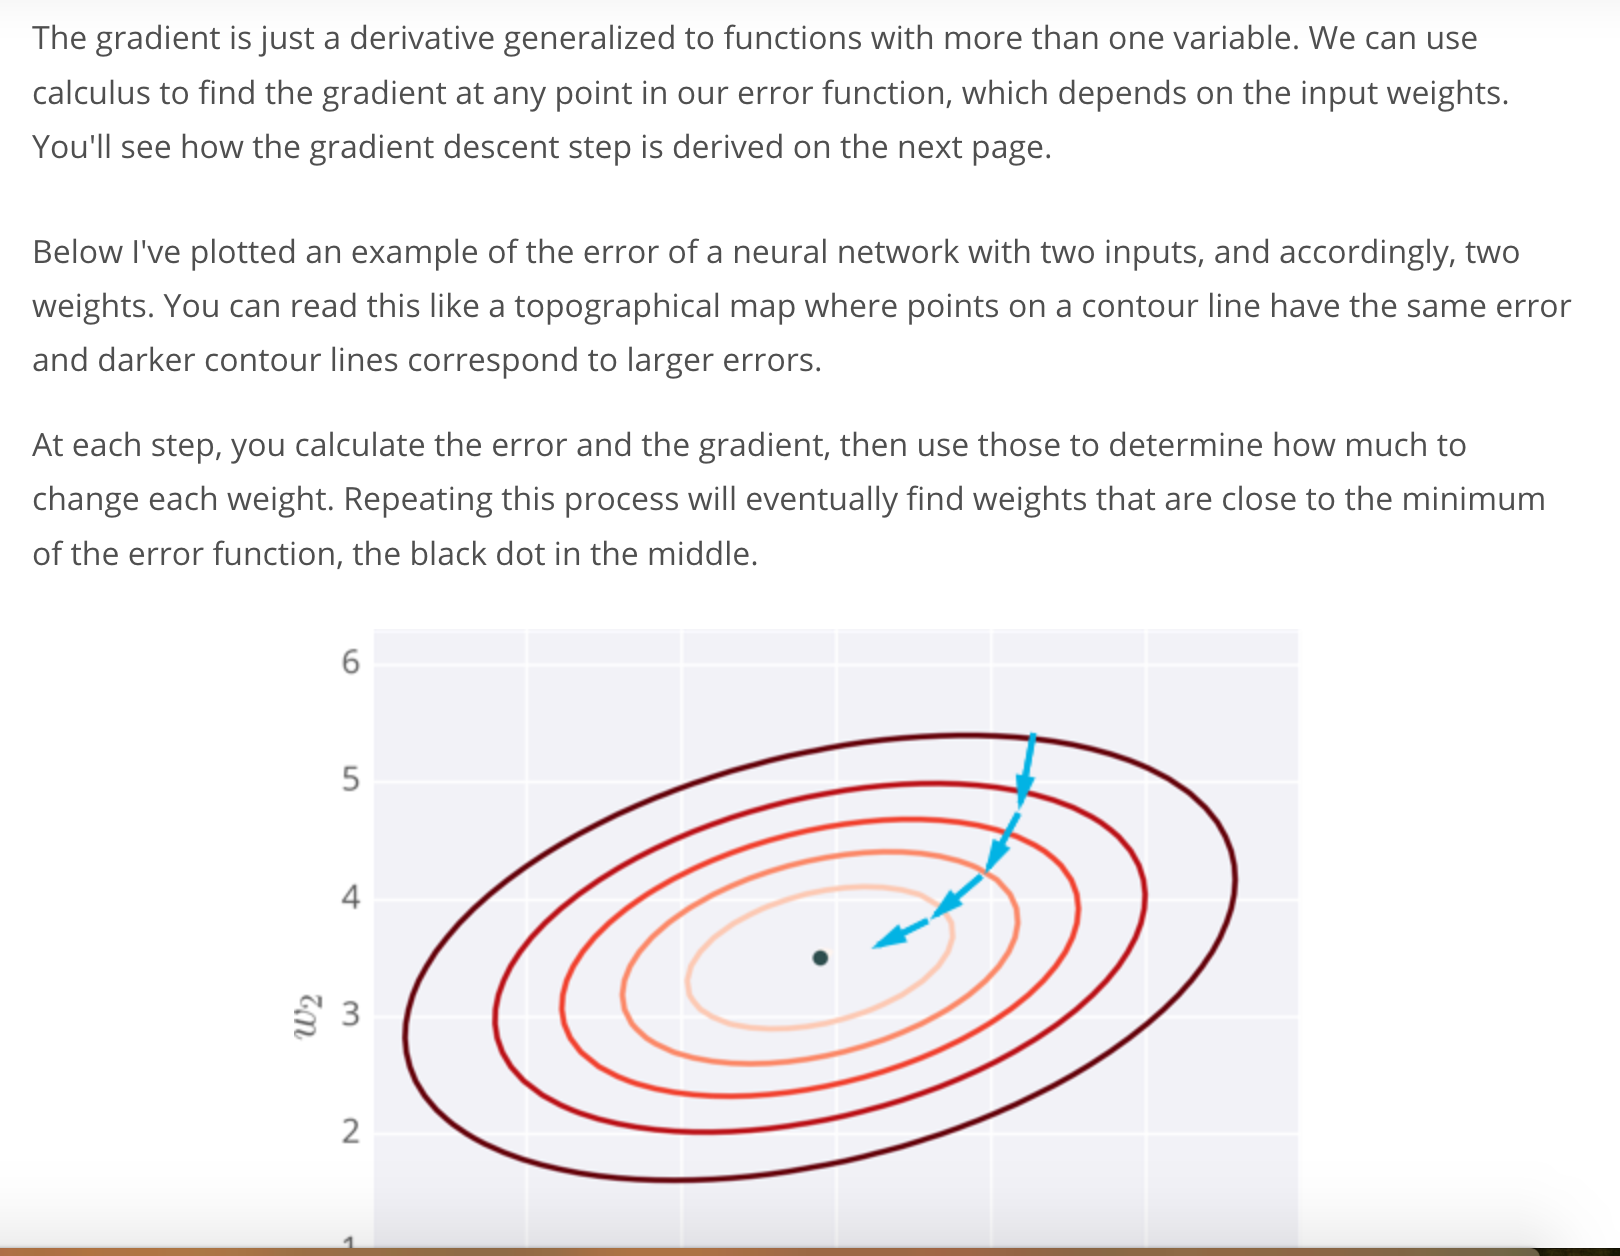 The gradient is just a derivative generalized to functions with more than one variable. We can use
calculus to find the gradient at any point in our error function, which depends on the input weights.
You'll see how the gradient descent step is derived on the next page.
Below I've plotted an example of the error of a neural network with two inputs, and accordingly, two
weights. You can read this like a topographical map where points on a contour line have the same error
and darker contour lines correspond to larger errors.
At each step, you calculate the error and the gradient, then use those to determine how much to
change each weight. Repeating this process will eventually find weights that are close to the minimum
of the error function, the black dot in the middle.
6
5
4
w₂
3
2
1